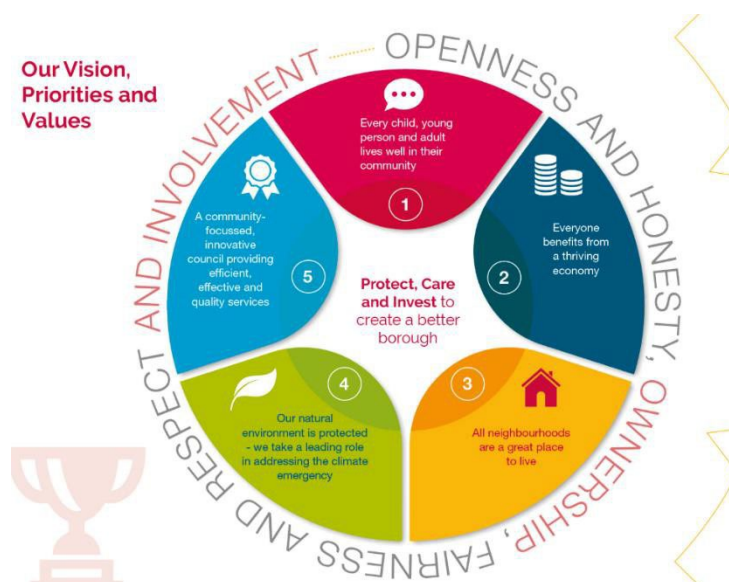 Our Vision,
Priorities and
Values
OPENNESS AND HONESTY, OWNERSHIP, FAIRNESS AND RESPECT AND INVOLVEMENT
Every child, young
person and adult
lives well in their
community
1
Everyone
benefits from
a thriving
economy
2
All neighbourhoods
are a great place
to live
3
Our natural
environment is protected
- we take a leading role
in addressing the climate
emergency
4
A community-
focussed,
innovative
council providing
efficient,
effective and
quality services
5
Protect, Care
and Invest to
create a better
borough